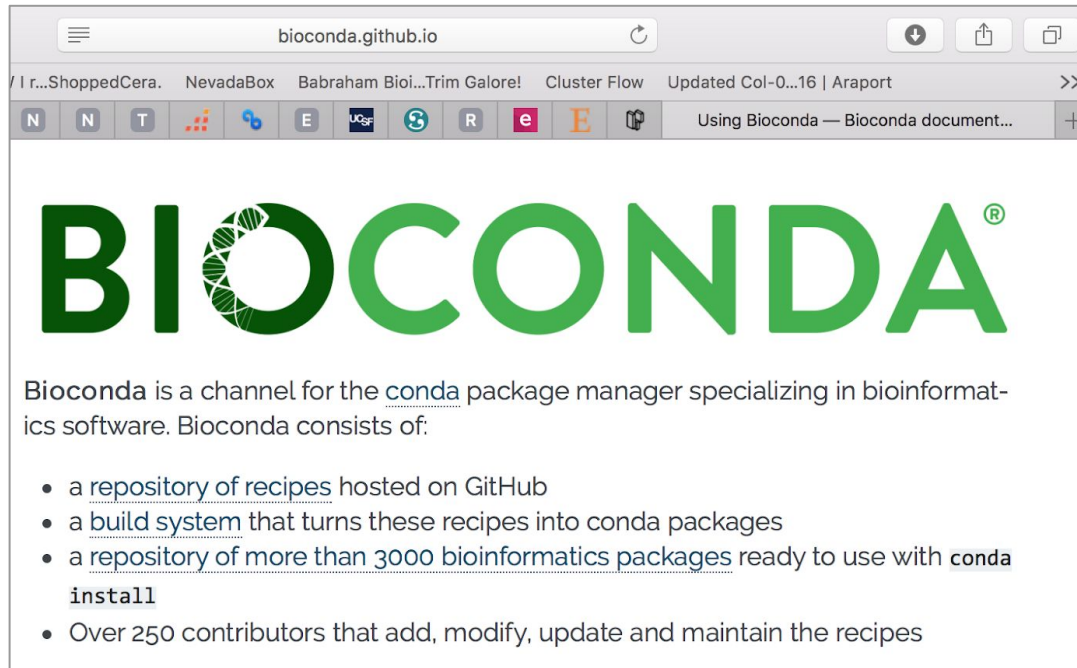 bioconda.github.io
I r...ShoppedCera. NevadaBox Babraham Bioi...Trim Galore! Cluster Flow Updated Col-0...16 | Araport >>
N N T E UCSF S R e E Using Bioconda — Bioconda document... +
BIOCONDA®
Bioconda is a channel for the conda package manager specializing in bioinformat-
ics software. Bioconda consists of:
• a repository of recipes hosted on GitHub
• a build system that turns these recipes into conda packages
• a repository of more than 3000 bioinformatics packages ready to use with conda
install
• Over 250 contributors that add, modify, update and maintain the recipes